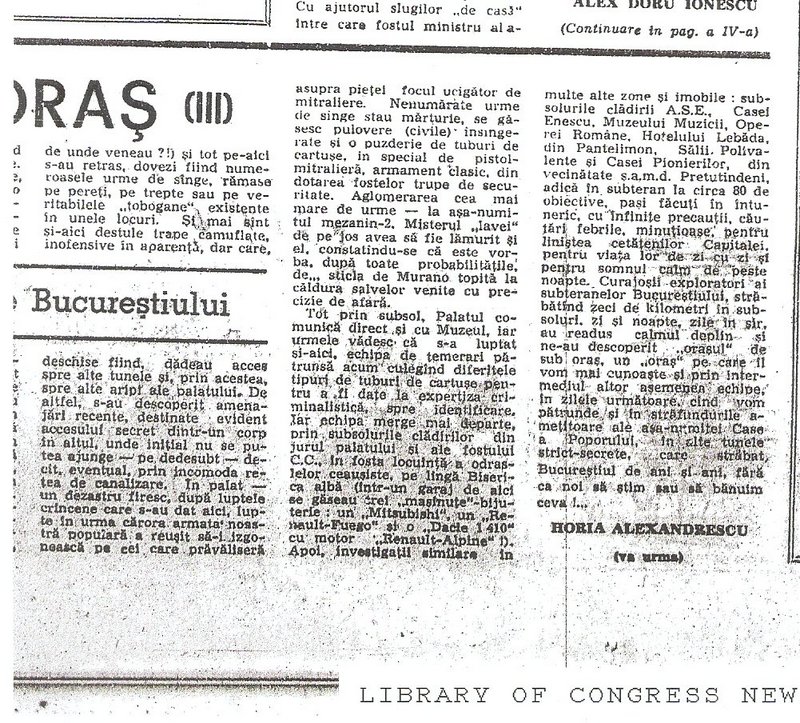 Cu ajutorul slugilor „de casă"
între care fostul ministru al a-
ALEX DORU IONESCU
(Continuare în pag. a IV-a)
ORAŞ (III)
de unde veneau ?!) şi tot pe-aici
s-au retras, dovezi fiind nume-
roasele urme de sînge, rămase
pe pereţi, pe trepte sau pe ve-
ritabilele „tobogane" existente
în unele locuri. Şi mai sînt
şi-aici destule trape camuflate,
inofensive în aparenţă, dar care,
Bucureştiului
deschise fiind, dădeau acces
spre alte tunele şi, prin acestea,
spre alte aripi ale palatului. De
altfel, s-au descoperit amena-
jări recente, destinate evident
accesului secret dintr-un corp
în altul, unde iniţial nu se pu-
tea ajunge — pe dedesubt — de-
cît, eventual, prin incomoda re-
ţea de canalizare. În palat —
un dezastru firesc, după luptele
crîncene care s-au dat aici, lup-
te în urma cărora armata noas-
tră populară a reuşit să-i izgo-
nească pe cei care prăvăliseră
asupra pieţei focul ucigător de
mitraliere. Nenumărate urme
de sînge stau mărturie, se gă-
sesc pulovere (civile) însînge-
rate şi o puzderie de tuburi de
cartuşe, în special de pistol-
mitralieră, armament clasic, din
dotarea fostelor trupe de secu-
ritate. Aglomerarea cea mai
mare de urme — la aşa-numi-
tul mezanin-2. Misterul „lavei"
de pe jos avea să fie lămurit şi
el, constatîndu-se că este vor-
ba, după toate probabilităţile,
de... sticla de Murano topită la
căldura salvelor venite cu pre-
cizie de afară.
Tot prin subsol, Palatul co-
munică direct şi cu Muzeul, iar
urmele vădesc că s-a luptat
şi-aici, echipa de temerari pă-
trunsă acum culegînd diferitele
tipuri de tuburi de cartuşe pen-
tru a fi date la expertiza cri-
minalistică, spre identificare.
Iar echipa merge mai departe,
prin subsolurile clădirilor din
jurul palatului şi ale fostului
C.C., în fosta locuinţă a odras-
lelor ceauşiste, pe lîngă Biseri-
ca albă (într-un garaj de aici
se găseau trei „maşinuţe"-biju-
terie : un „Mitsubishi", un „Re-
nault-Fuego" şi o „Dacie 1 410"
cu motor „Renault-Alpine" !).
Apoi, investigaţii similare în
multe alte zone şi imobile : sub-
solurile clădirii A.S.E., Casei
Enescu, Muzeului Muzicii, Ope-
rei Române, Hotelului Lebăda,
din Pantelimon, Sălii Poliva-
lente şi Casei Pionierilor, din
vecinătate ş.a.m.d. Pretutindeni,
adică în subteran la circa 80 de
obiective, paşi făcuţi în întu-
neric, cu infinite precauţii, cău-
tări febrile, minuţioase, pentru
liniştea cetăţenilor Capitalei,
pentru viaţa lor de zi cu zi şi
pentru somnul calm de peste
noapte. Curajoşii exploratori ai
subteranelor Bucureştiului, stră-
bătînd zeci de kilometri în sub-
soluri, zi şi noapte, zile în şir,
au readus calmul deplin şi
ne-au descoperit „oraşul" de
sub oraş, un „oraş" pe care îl
vom mai cunoaşte şi prin inter-
mediul altor asemenea echipe,
în zilele următoare, cînd vom
pătrunde şi în străfundurile a-
meţitoare ale aşa-numitei Case
a Poporului, în alte tunele
strict-secrete, care străbat,
Bucureştiul de ani şi ani, fără
ca noi să ştim sau să bănuim
ceva !...
HORIA ALEXANDRESCU
(va urma)
LIBRARY OF CONGRESS NEW